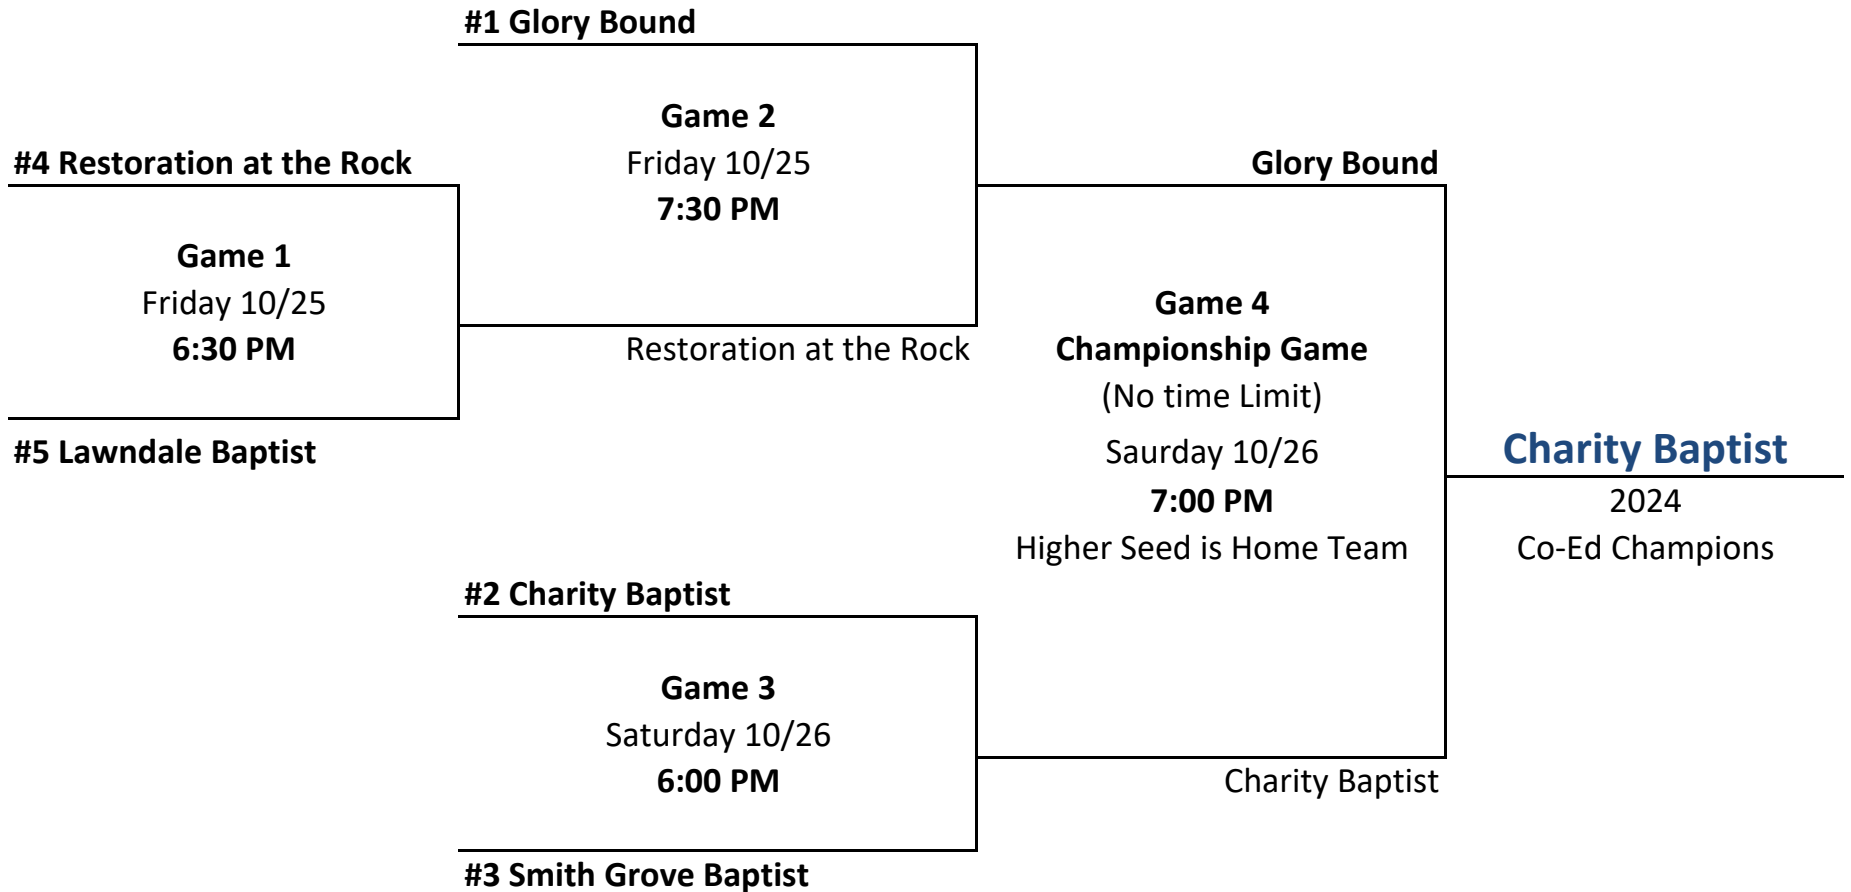 #1 Glory Bound
Game 2
Friday 10/25
7:30 PM
#4 Restoration at the Rock
Glory Bound
Game 1
Friday 10/25
6:30 PM
Restoration at the Rock
#5 Lawndale Baptist
Game 4
Championship Game
(No time Limit)
Saurday 10/26
7:00 PM
Higher Seed is Home Team
Charity Baptist
2024
Co-Ed Champions
#2 Charity Baptist
Game 3
Saturday 10/26
6:00 PM
Charity Baptist
#3 Smith Grove Baptist